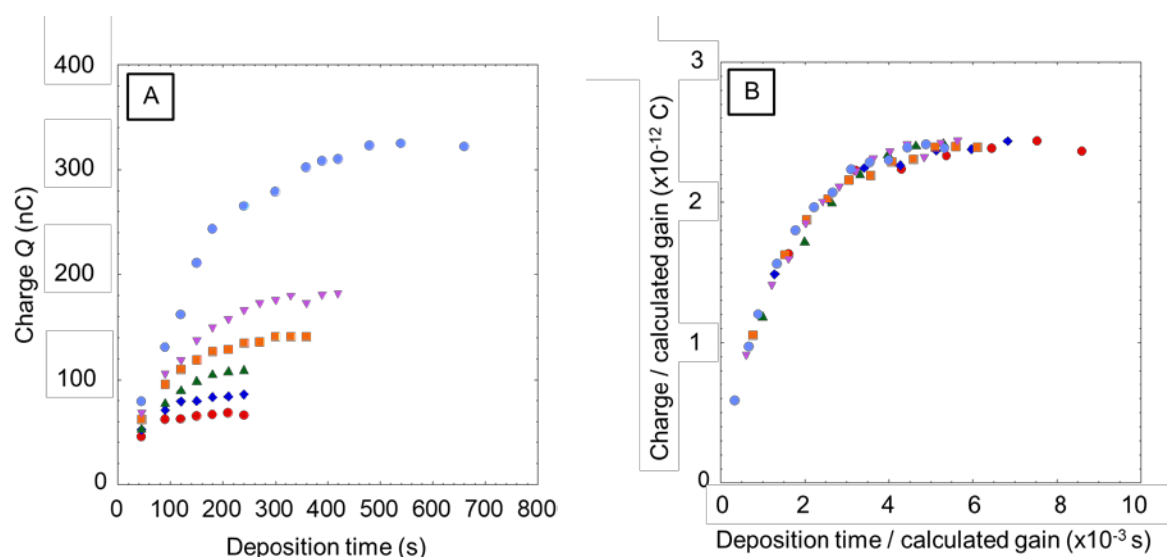 A
400
300
200
100
0
Charge Q (nC)
0 100 200 300 400 500 600 700 800
Deposition time (s)
B
3
2
1
0
Charge / calculated gain (x10⁻¹² C)
0 2 4 6 8 10
Deposition time / calculated gain (x10⁻³ s)